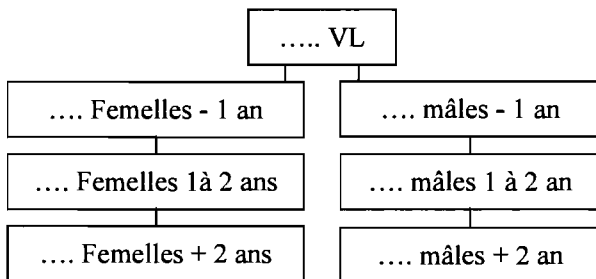 ….. VL
…. Femelles - 1 an
…. mâles - 1 an
…. Femelles 1à 2 ans
…. mâles 1 à 2 an
…. Femelles + 2 ans
…. mâles + 2 an